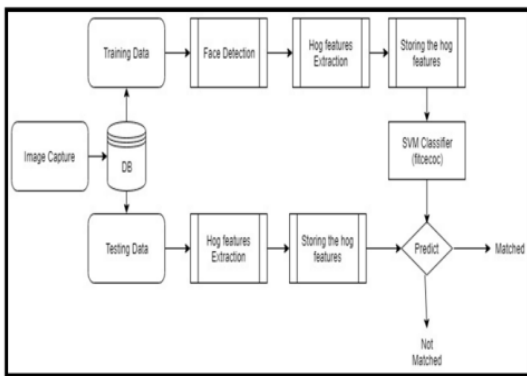 Training Data
Face Detection
Hog features
Extraction
Storing the hog
features
Image Capture
DB
SVM Classifier
(fitcecoc)
Testing Data
Hog features
Extraction
Storing the hog
features
Predict
Matched
Not
Matched